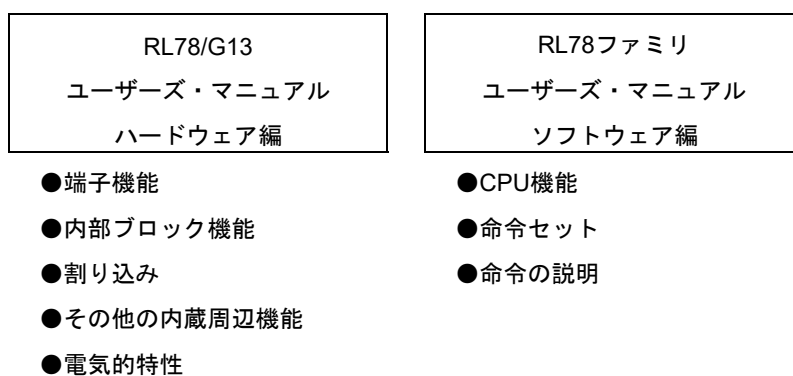 RL78/G13
ユーザーズ・マニュアル
ハードウェア編
●端子機能
●内部ブロック機能
●割り込み
●その他の内蔵周辺機能
●電気的特性
RL78ファミリ
ユーザーズ・マニュアル
ソフトウェア編
●CPU機能
●命令セット
●命令の説明